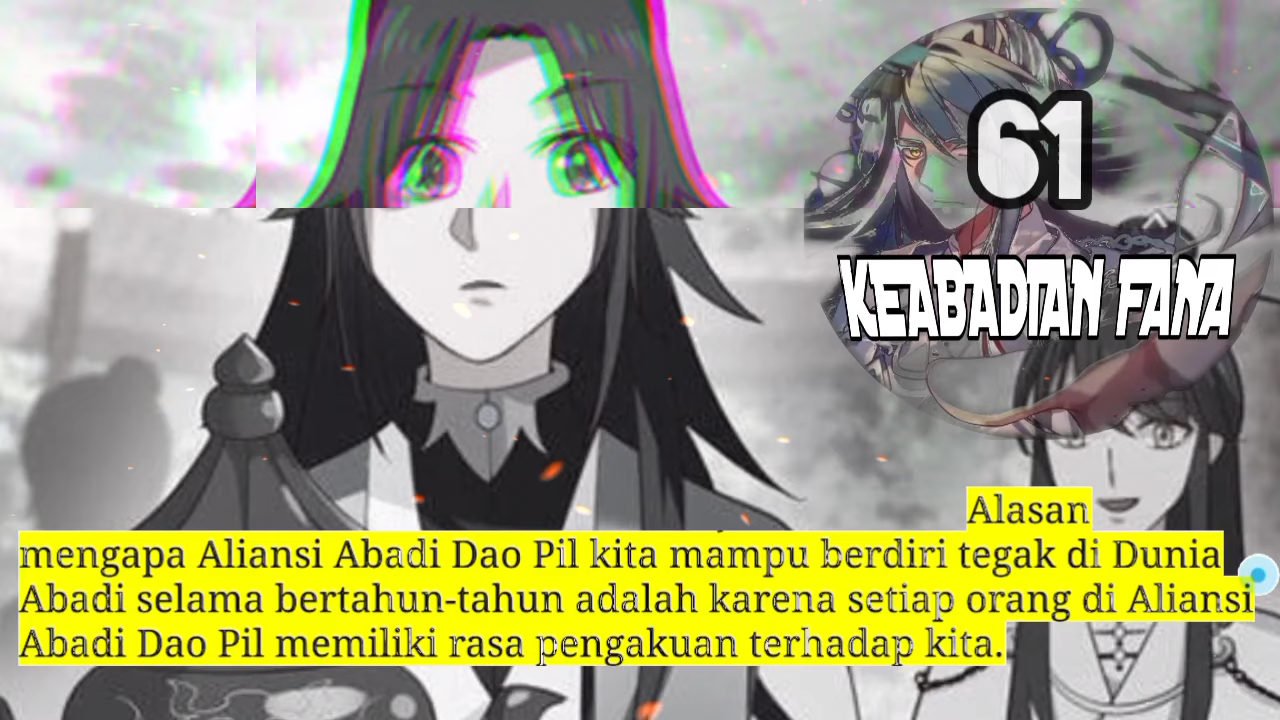 61
KEABADIAN FANA
Alasan
mengapa Aliansi Abadi Dao Pil kita mampu berdiri tegak di Dunia
Abadi selama bertahun-tahun adalah karena setiap orang di Aliansi
Abadi Dao Pil memiliki rasa pengakuan terhadap kita.